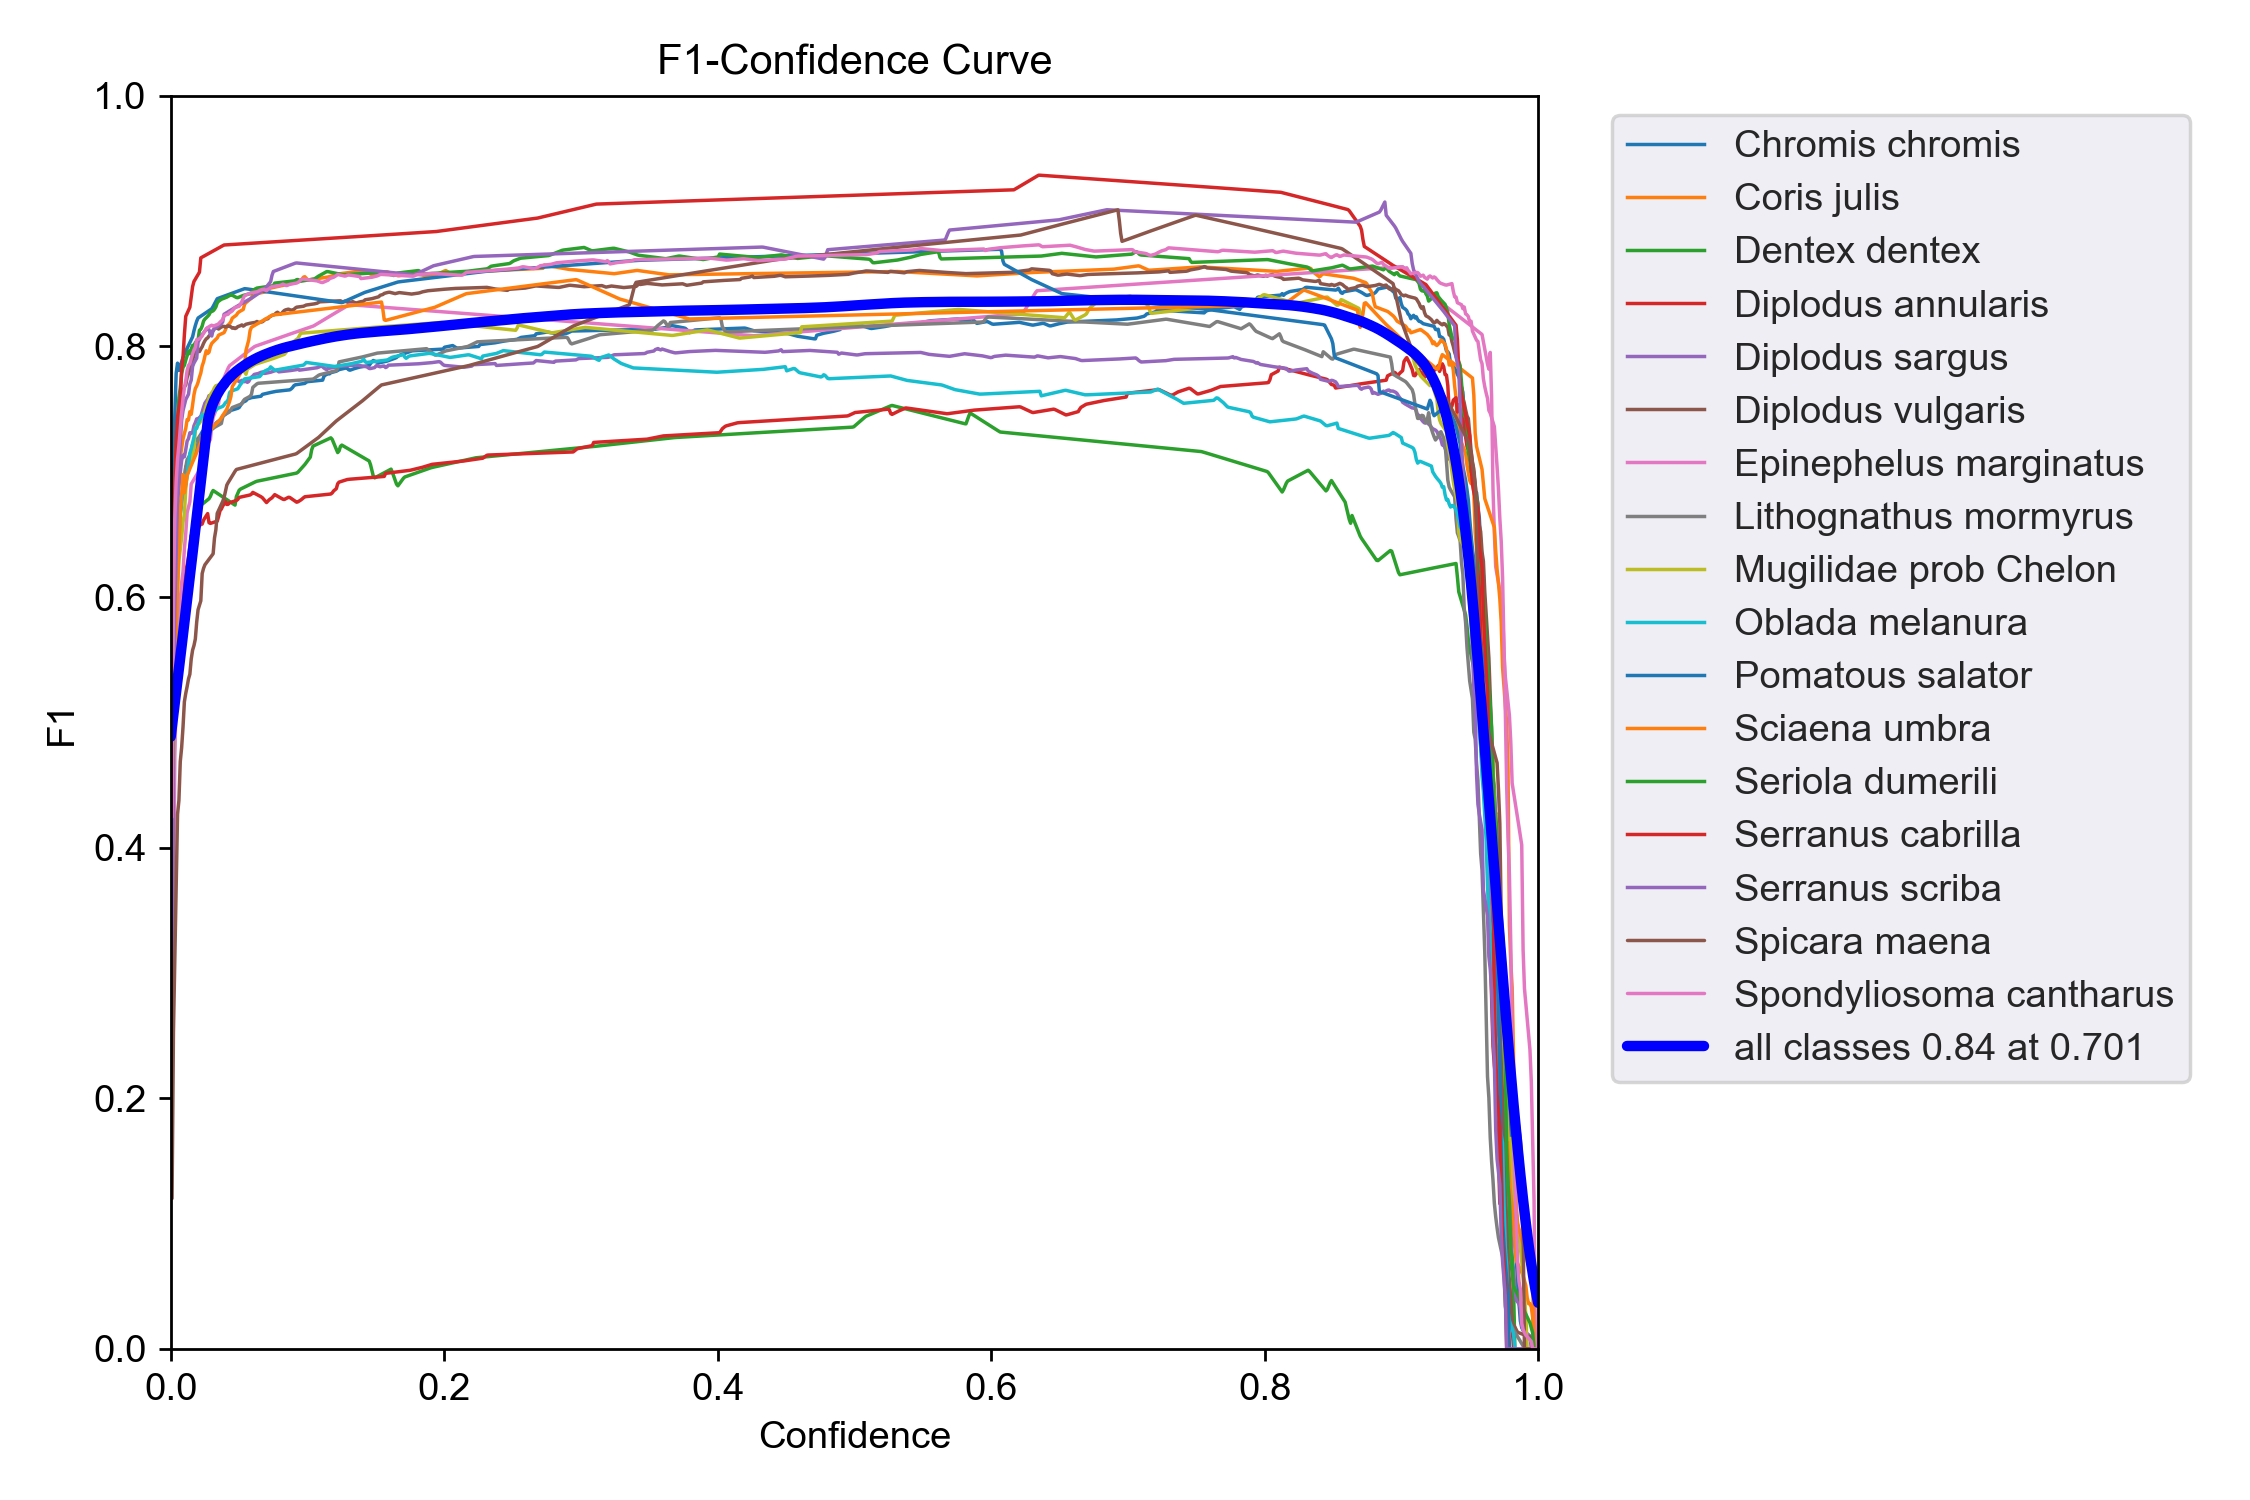 F1-Confidence Curve
1.0
0.8
0.6
0.4
0.2
0.0
F1
0.0 0.2 0.4 0.6 0.8 1.0
Confidence
Chromis chromis
Coris julis
Dentex dentex
Diplodus annularis
Diplodus sargus
Diplodus vulgaris
Epinephelus marginatus
Lithognathus mormyrus
Mugilidae prob Chelon
Oblada melanura
Pomatous salator
Sciaena umbra
Seriola dumerili
Serranus cabrilla
Serranus scriba
Spicara maena
Spondyliosoma cantharus
all classes 0.84 at 0.701